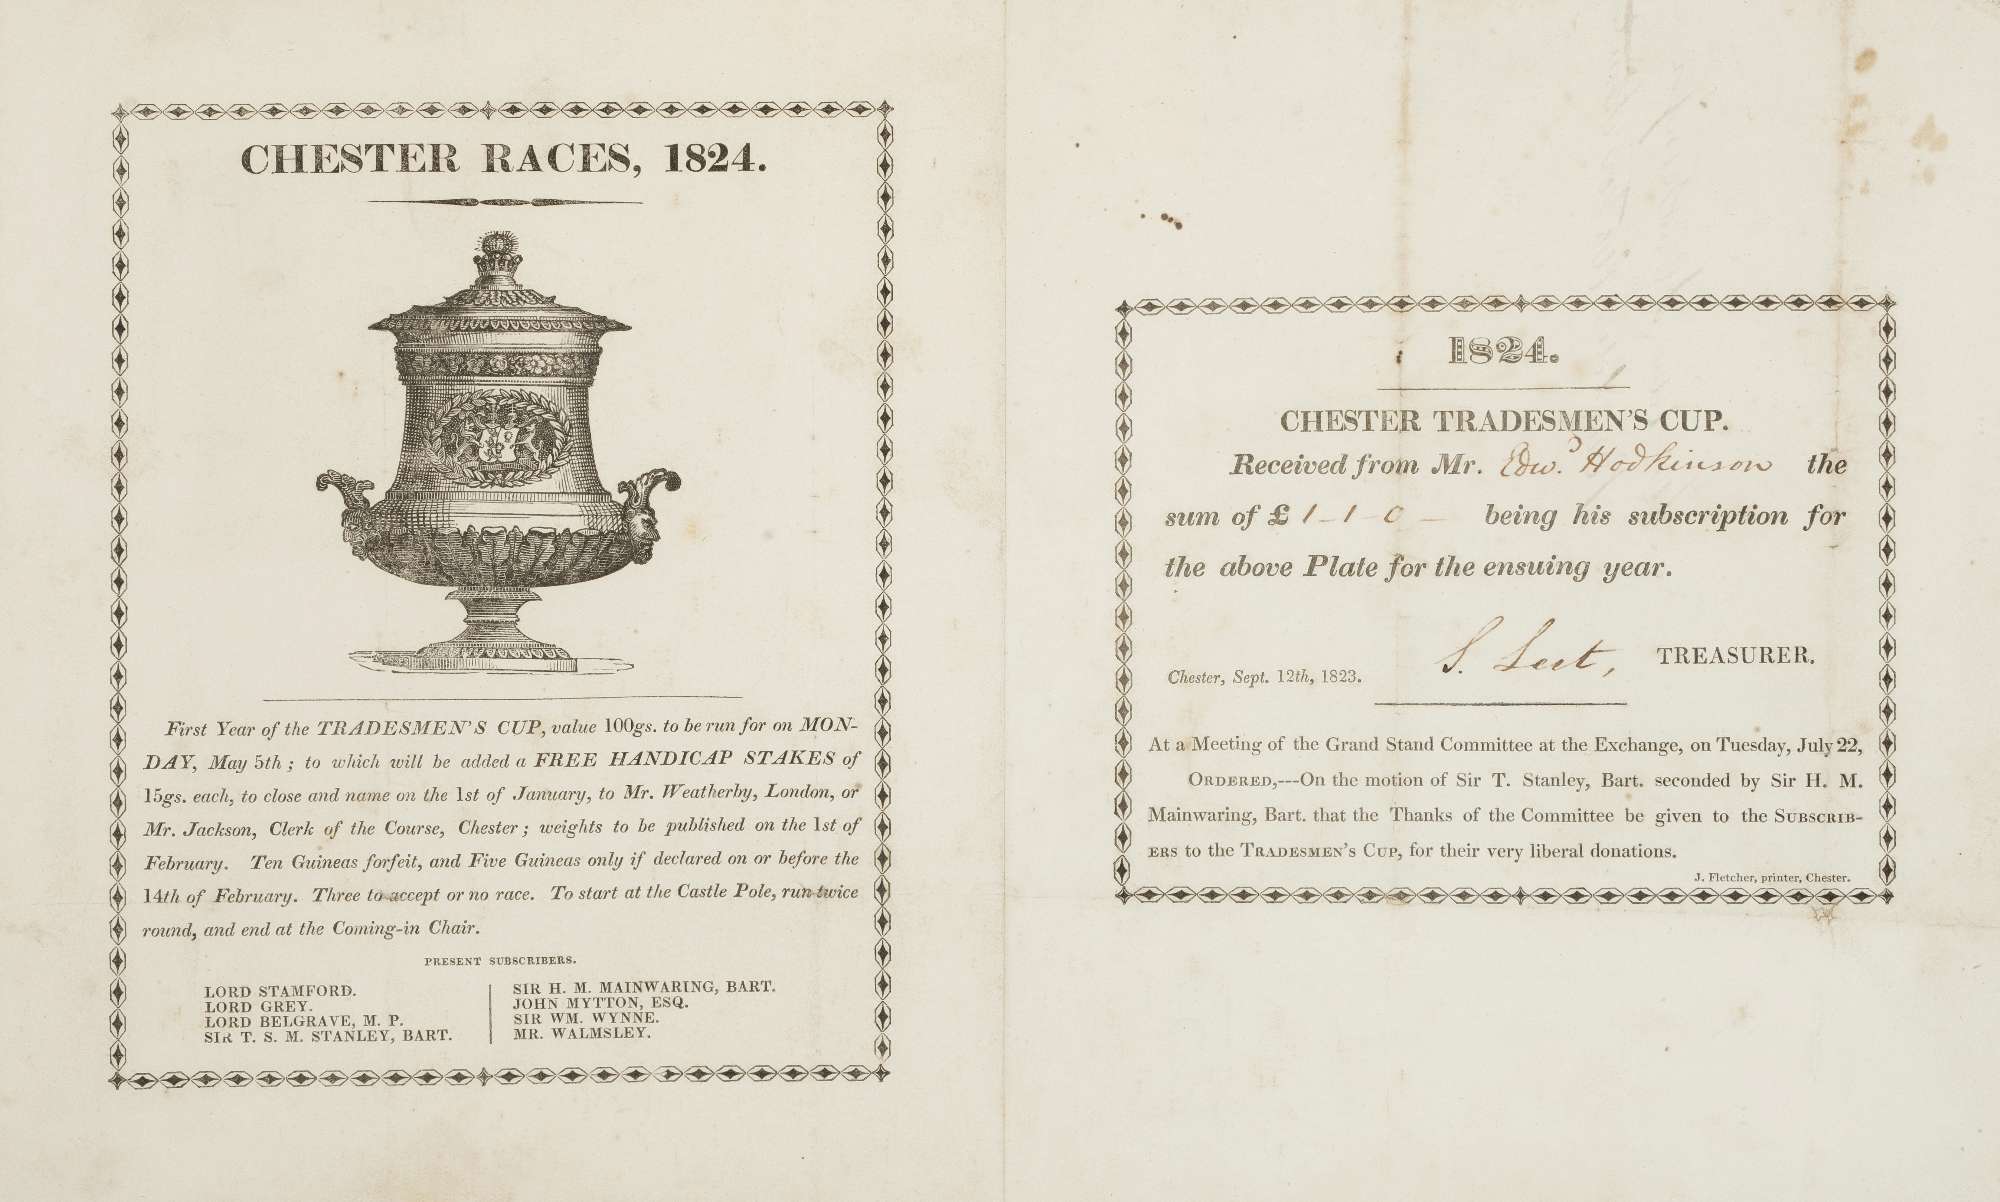 CHESTER RACES, 1824.
First Year of the TRADESMEN'S CUP, value 100gs. to be run for on MON-
DAY, May 5th; to which will be added a FREE HANDICAP STAKES of
15gs. each, to close and name on the 1st of January, to Mr. Weatherby, London, or
Mr. Jackson, Clerk of the Course, Chester; weights to be published on the 1st of
February. Ten Guineas forfeit, and Five Guineas only if declared on or before the
14th of February. Three to accept or no race. To start at the Castle Pole, run twice
round, and end at the Coming-in Chair.
PRESENT SUBSCRIBERS.
LORD STAMFORD.
LORD GREY.
LORD BELGRAVE, M. P.
SIR T. S. M. STANLEY, BART.
SIR H. M. MAINWARING, BART.
JOHN MYTTON, ESQ.
SIR WM. WYNNE.
MR. WALMSLEY.
1824.
CHESTER TRADESMEN'S CUP.
Received from Mr. Edwd. Hodkinson the
sum of £ 1-1-0- being his subscription for
the above Plate for the ensuing year.
S. Lest, TREASURER.
Chester, Sept. 12th, 1823.
At a Meeting of the Grand Stand Committee at the Exchange, on Tuesday, July 22,
ORDERED,---On the motion of Sir T. Stanley, Bart. seconded by Sir H. M.
Mainwaring, Bart. that the Thanks of the Committee be given to the SUBSCRIB-
ERS to the TRADESMEN'S CUP, for their very liberal donations.
J. Fletcher, printer, Chester.